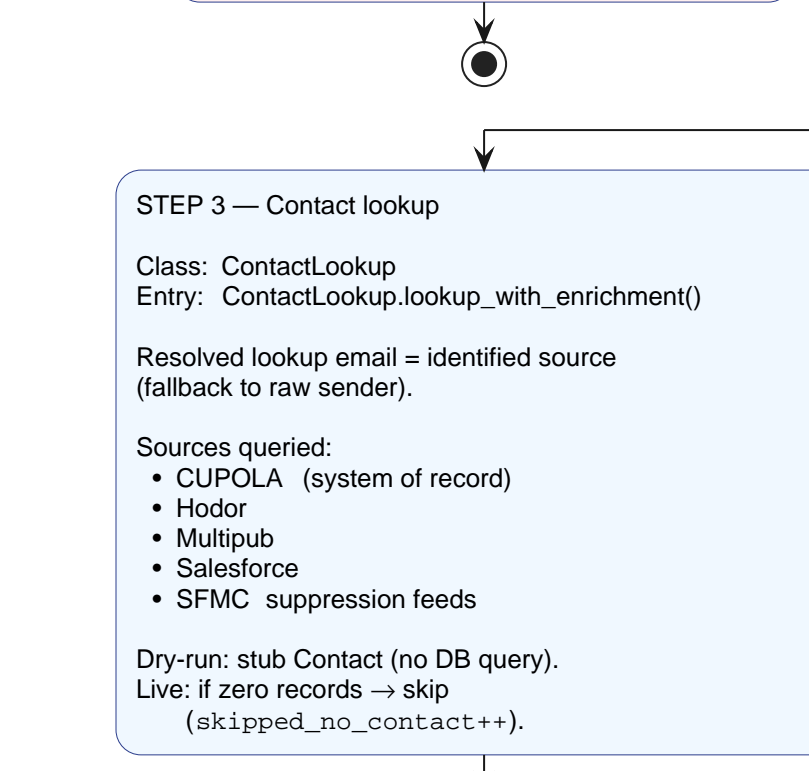 STEP 3 — Contact lookup
Class: ContactLookup
Entry: ContactLookup.lookup_with_enrichment()
Resolved lookup email = identified source
(fallback to raw sender).
Sources queried:
• CUPOLA (system of record)
• Hodor
• Multipub
• Salesforce
• SFMC suppression feeds
Dry-run: stub Contact (no DB query).
Live: if zero records → skip
(skipped_no_contact++).